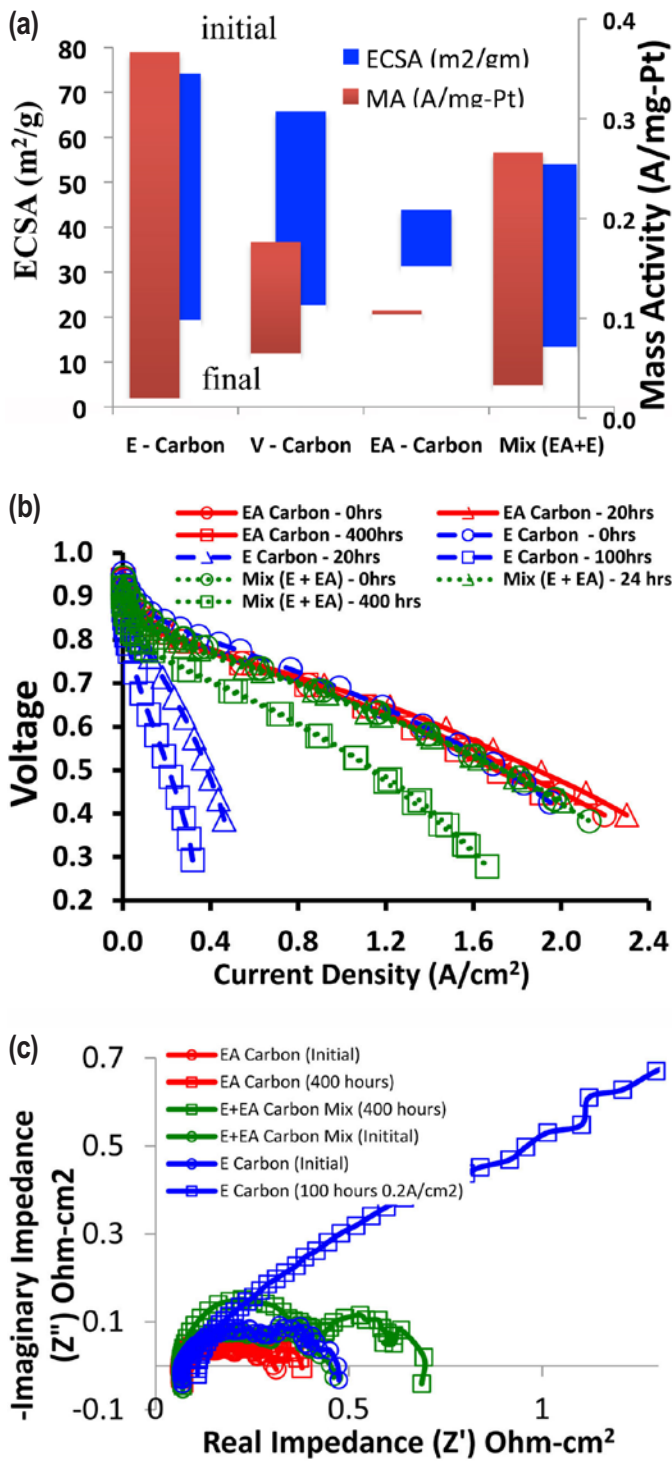 (a)
initial
ECSA (m2/gm)
MA (A/mg-Pt)
ECSA (m²/g)
80
70
60
50
40
30
20
10
0
Mass Activity (A/mg-Pt)
0.4
0.3
0.2
0.1
0.0
final
E - Carbon V - Carbon EA - Carbon Mix (EA+E)
(b)
EA Carbon - 0hrs EA Carbon - 20hrs
EA Carbon - 400hrs E Carbon - 0hrs
E Carbon - 20hrs E Carbon - 100hrs
Mix (E + EA) - 0hrs Mix (E + EA) - 24 hrs
Mix (E + EA) - 400 hrs
Voltage
1.0
0.9
0.8
0.7
0.6
0.5
0.4
0.3
0.2
0.0 0.4 0.8 1.2 1.6 2.0 2.4
Current Density (A/cm²)
(c)
EA Carbon (Initial)
EA Carbon (400 hours)
E+EA Carbon Mix (400 hours)
E+EA Carbon Mix (Initital)
E Carbon (Initial)
E Carbon (100 hours 0.2A/cm2)
-Imaginary Impedance
(Z") Ohm-cm2
0.7
0.5
0.3
0.1
-0.1
0 0.5 1
Real Impedance (Z') Ohm-cm²